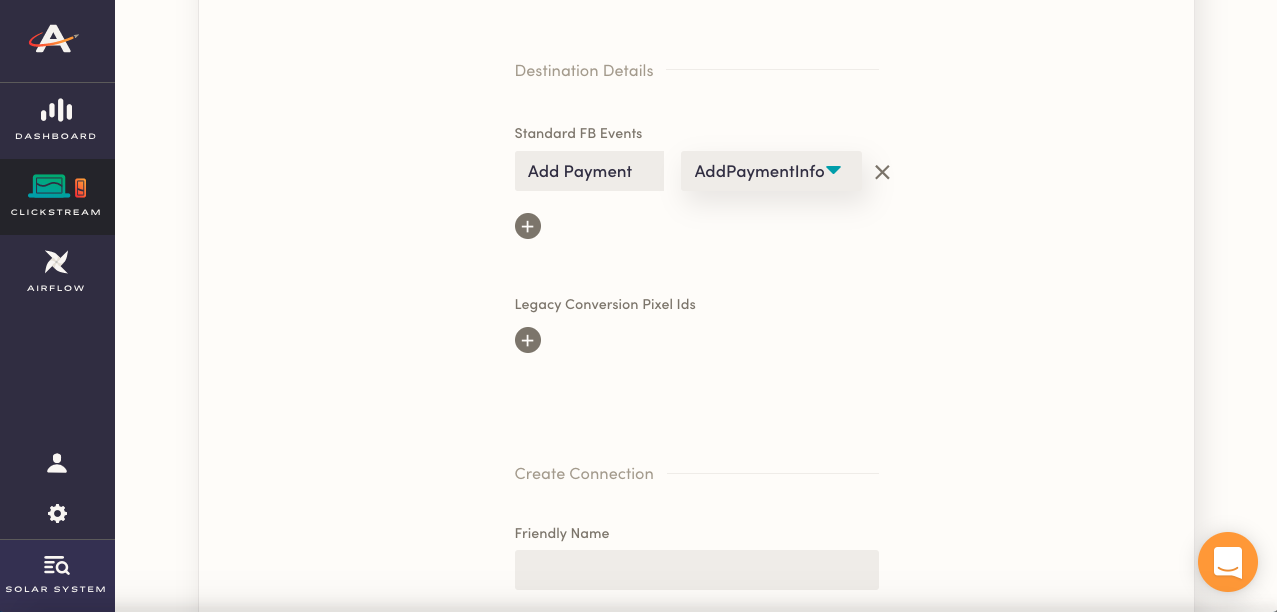 DASHBOARD
CLICKSTREAM
AIRFLOW
SOLAR SYSTEM
Destination Details
Standard FB Events
Add Payment AddPaymentInfo
Legacy Conversion Pixel Ids
Create Connection
Friendly Name